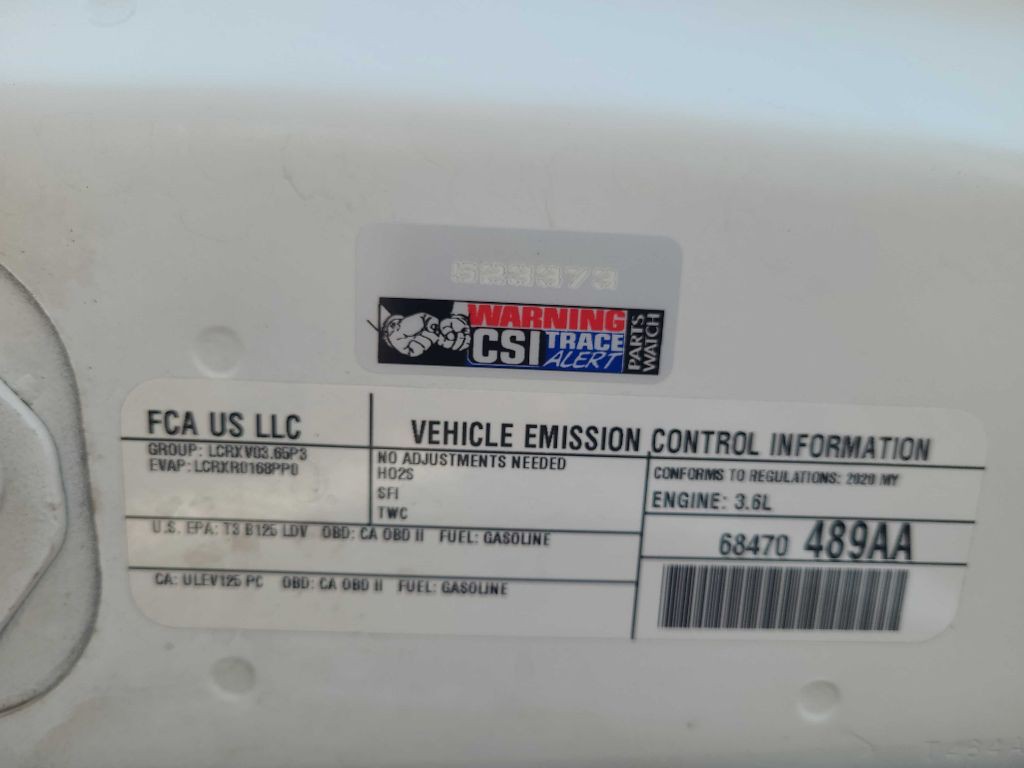 WARNING
CSI TRACE ALERT
PARTS WATCH
FCA US LLC
VEHICLE EMISSION CONTROL INFORMATION
GROUP: LCRXV03.65P3
EVAP: LCRXR0168PP0
NO ADJUSTMENTS NEEDED
HO2S
SFI
TWC
CONFORMS TO REGULATIONS: 2020 MY
ENGINE: 3.6L
U.S. EPA: T3 B125 LDV OBD: CA OBD II FUEL: GASOLINE
68470 489AA
CA: ULEV125 PC OBD: CA OBD II FUEL: GASOLINE